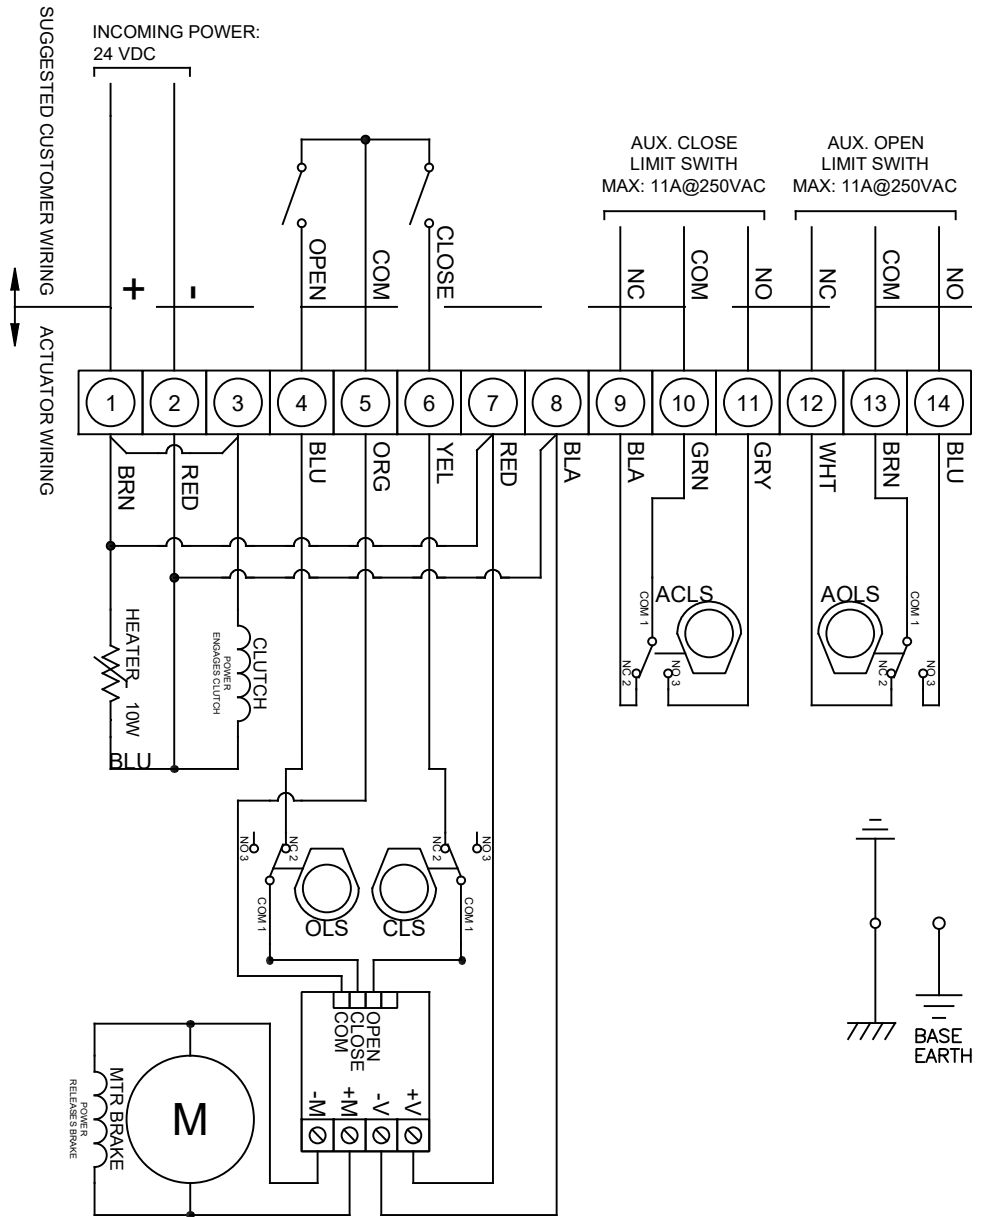 SUGGESTED CUSTOMER WIRING
ACTUATOR WIRING
INCOMING POWER:
24 VDC
+
-
OPEN
COM
CLOSE
AUX. CLOSE
LIMIT SWITH
MAX: 11A@250VAC
AUX. OPEN
LIMIT SWITH
MAX: 11A@250VAC
NC
COM
NO
NC
COM
NO
1
2
3
4
5
6
7
8
9
10
11
12
13
14
BRN
RED
BLU
ORG
YEL
RED
BLA
BLA
GRN
GRY
WHT
BRN
BLU
HEATER
10W
BLU
CLUTCH
POWER
ENGAGES CLUTCH
ACLS
COM 1
NC 2
NO 3
AOLS
COM 1
NC 2
NO 3
NO 3
NC 2
COM 1
OLS
CLS
NC 2
NO 3
COM 1
OPEN
CLOSE
COM
-M
+M
-V
+V
M
MTR BRAKE
POWER
RELEASES BRAKE
BASE
EARTH